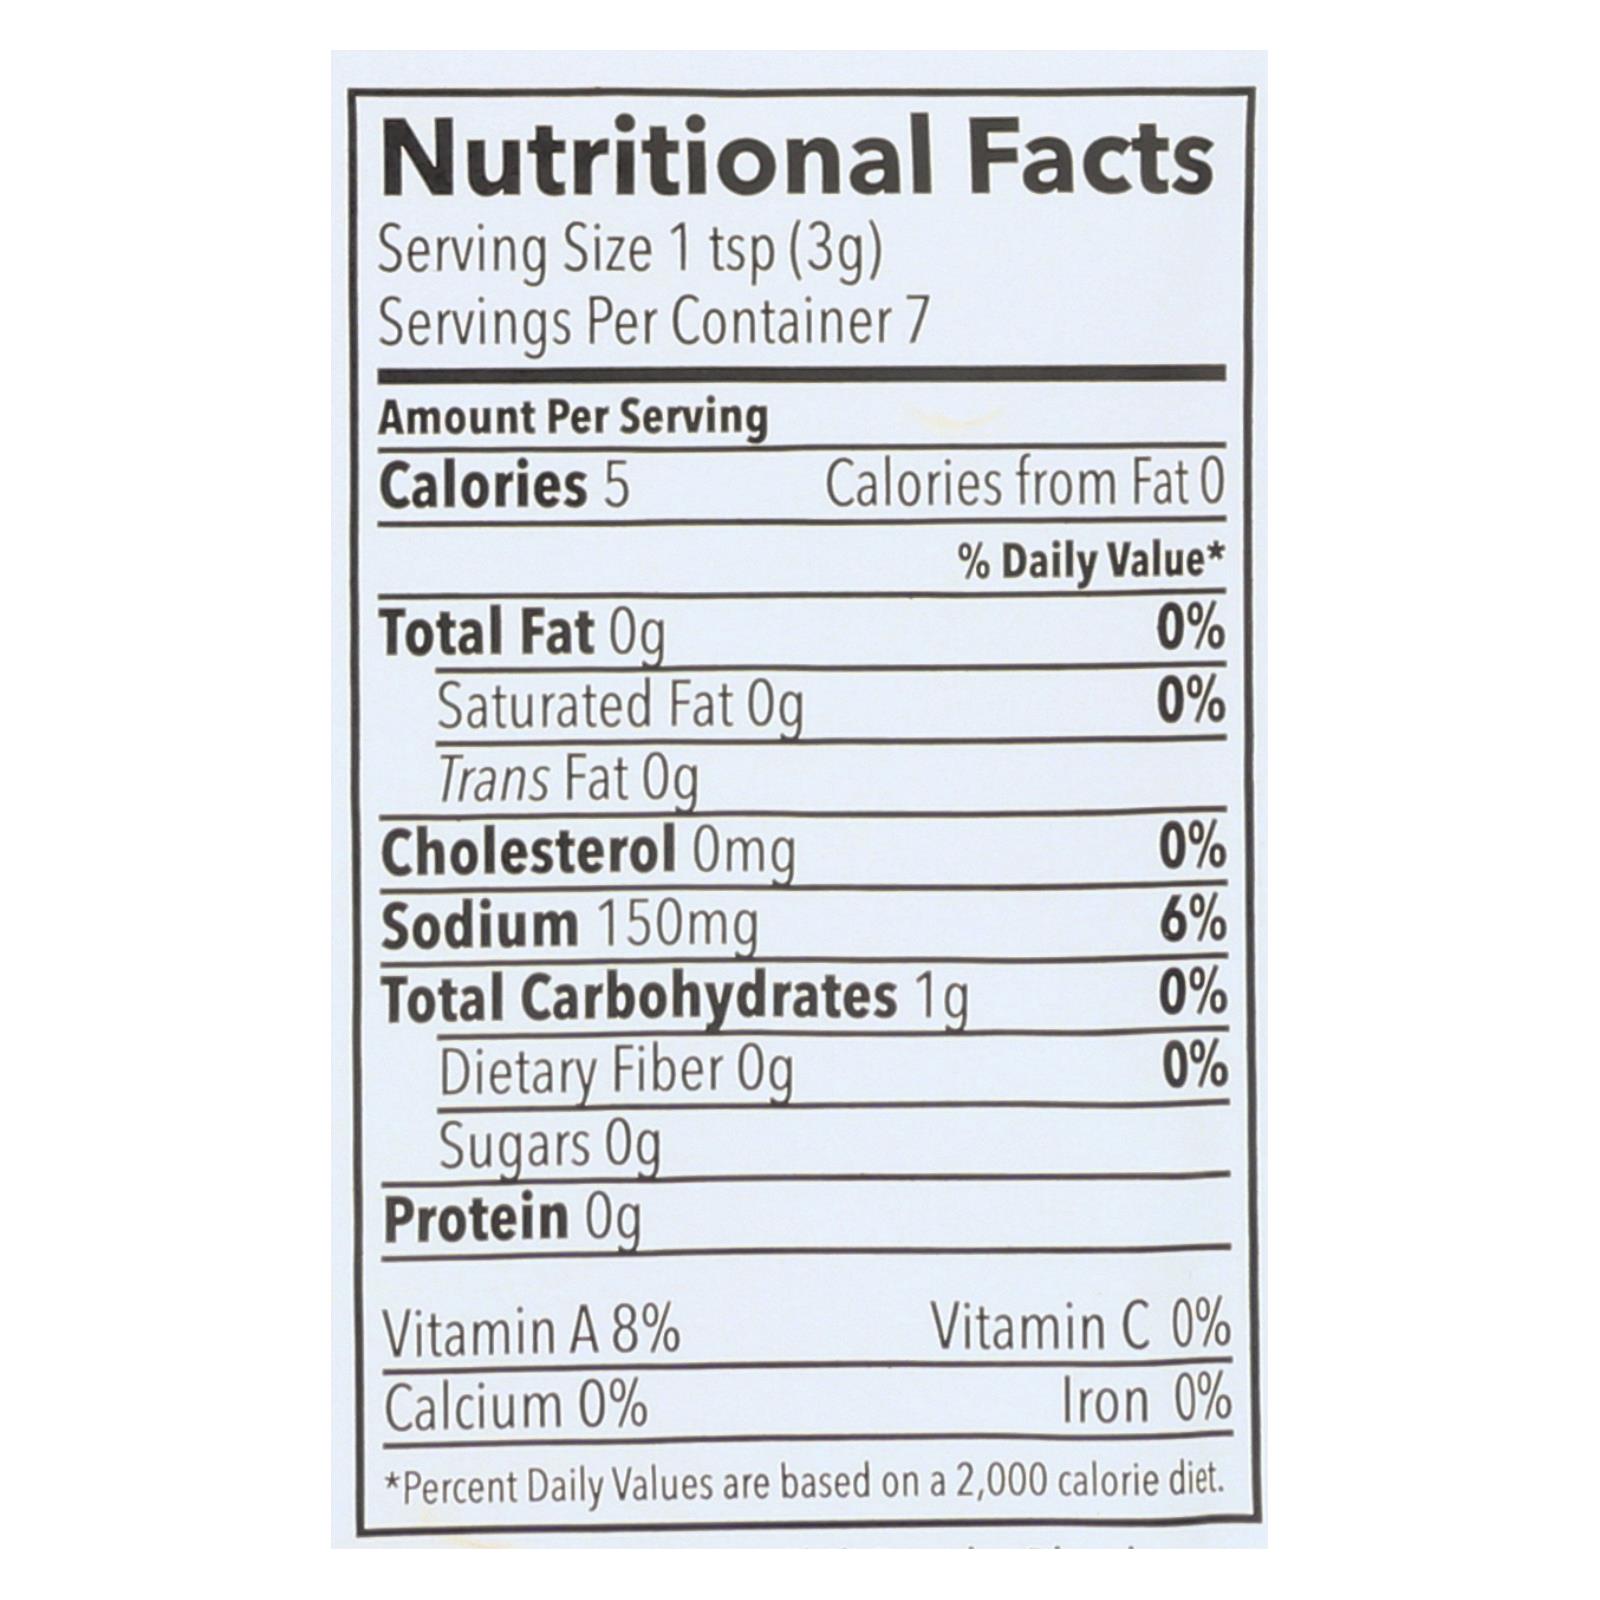 Nutritional Facts
Serving Size 1 tsp (3g)
Servings Per Container 7
Amount Per Serving
Calories 5 Calories from Fat 0
% Daily Value*
Total Fat 0g 0%
Saturated Fat 0g 0%
Trans Fat 0g
Cholesterol 0mg 0%
Sodium 150mg 6%
Total Carbohydrates 1g 0%
Dietary Fiber 0g 0%
Sugars 0g
Protein 0g
Vitamin A 8% Vitamin C 0%
Calcium 0% Iron 0%
*Percent Daily Values are based on a 2,000 calorie diet.